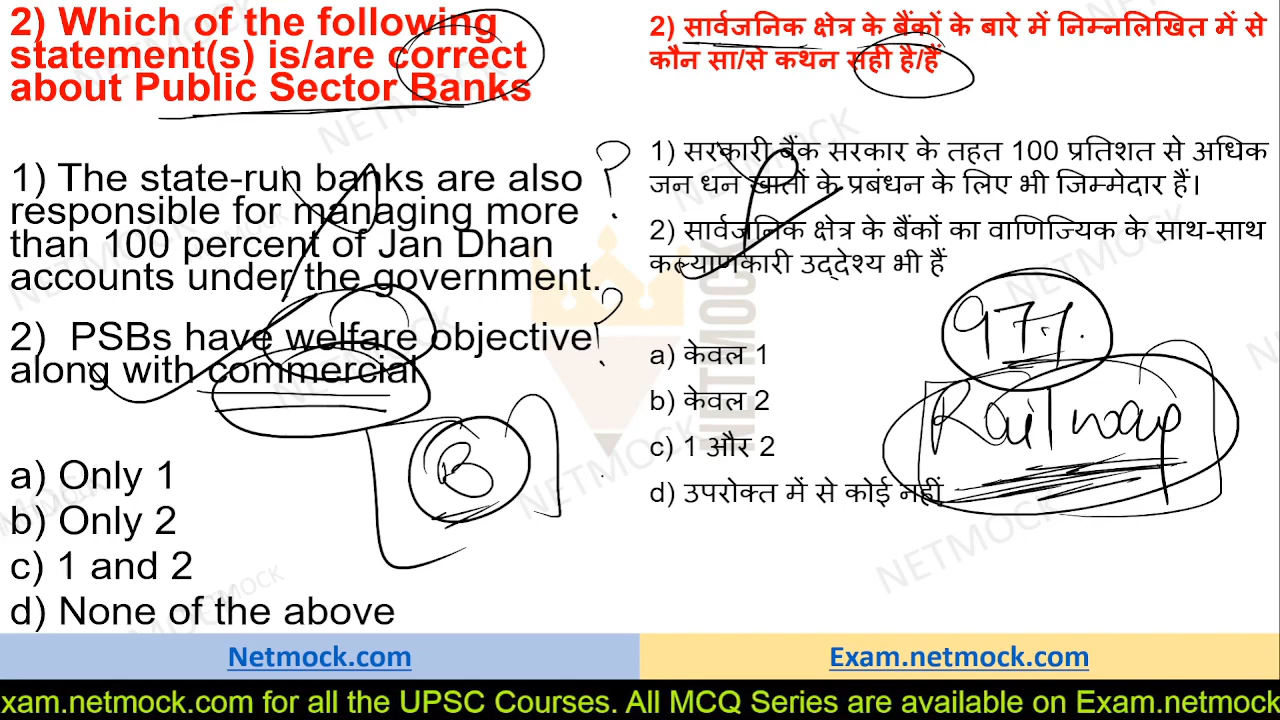 2) Which of the following
statement(s) is/are correct
about Public Sector Banks
1) The state-run banks are also
responsible for managing more
than 100 percent of Jan Dhan
accounts under the government.
2) PSBs have welfare objective
along with commercial
B
a) Only 1
b) Only 2
c) 1 and 2
d) None of the above
2) सार्वजनिक क्षेत्र के बैंकों के बारे में निम्नलिखित में से
कौन सा/से कथन सही है/हैं
1) सरकारी बैंक सरकार के तहत 100 प्रतिशत से अधिक
जन धन खातों के प्रबंधन के लिए भी जिम्मेदार हैं।
2) सार्वजनिक क्षेत्र के बैंकों का वाणिज्यिक के साथ-साथ
कल्याणकारी उद्देश्य भी हैं
97%.
Railways
a) केवल 1
b) केवल 2
c) 1 और 2
d) उपरोक्त में से कोई नहीं
NETMOCK
Netmock.com
Exam.netmock.com
xam.netmock.com for all the UPSC Courses. All MCQ Series are available on Exam.netmock